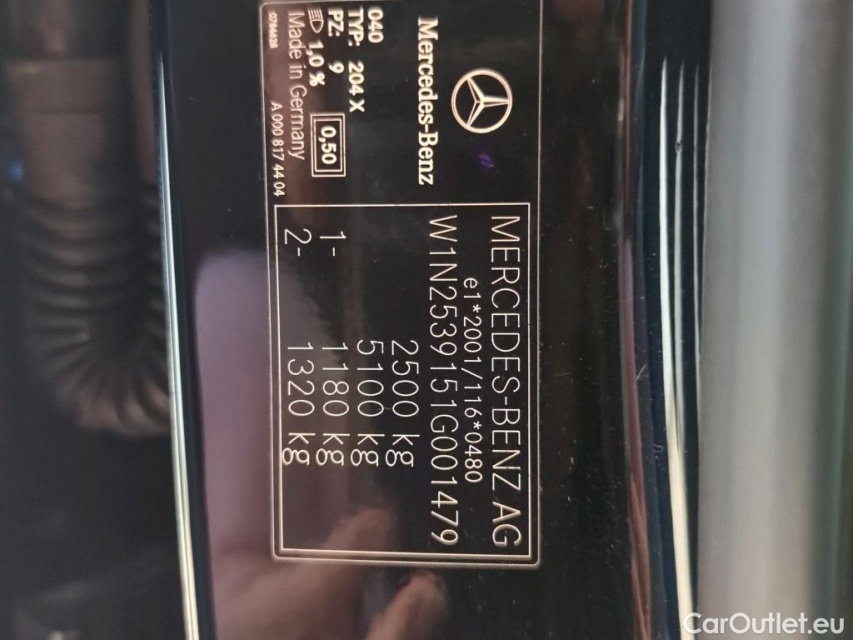 Mercedes-Benz
040
TYP: 204 X
PZ: 9
1,0 %
0,50
Made in Germany
A 000 817 44 04
MERCEDES-BENZ AG
e1*2001/116*0480
W1N2539151G001479
2500 kg
5100 kg
1- 1180 kg
2- 1320 kg
CarOutlet.eu